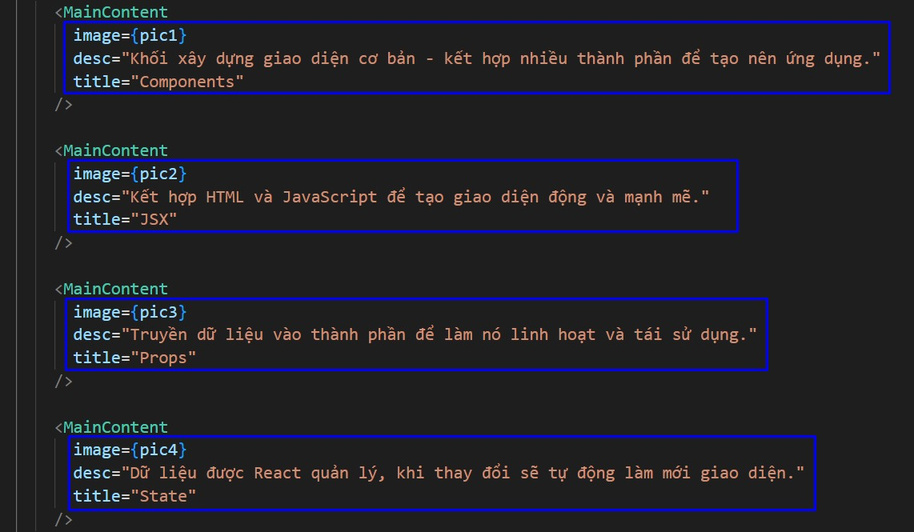 <MainContent
image={pic1}
desc="Khối xây dựng giao diện cơ bản - kết hợp nhiều thành phần để tạo nên ứng dụng."
title="Components"
/>
<MainContent
image={pic2}
desc="Kết hợp HTML và JavaScript để tạo giao diện động và mạnh mẽ."
title="JSX"
/>
<MainContent
image={pic3}
desc="Truyền dữ liệu vào thành phần để làm nó linh hoạt và tái sử dụng."
title="Props"
/>
<MainContent
image={pic4}
desc="Dữ liệu được React quản lý, khi thay đổi sẽ tự động làm mới giao diện."
title="State"
/>